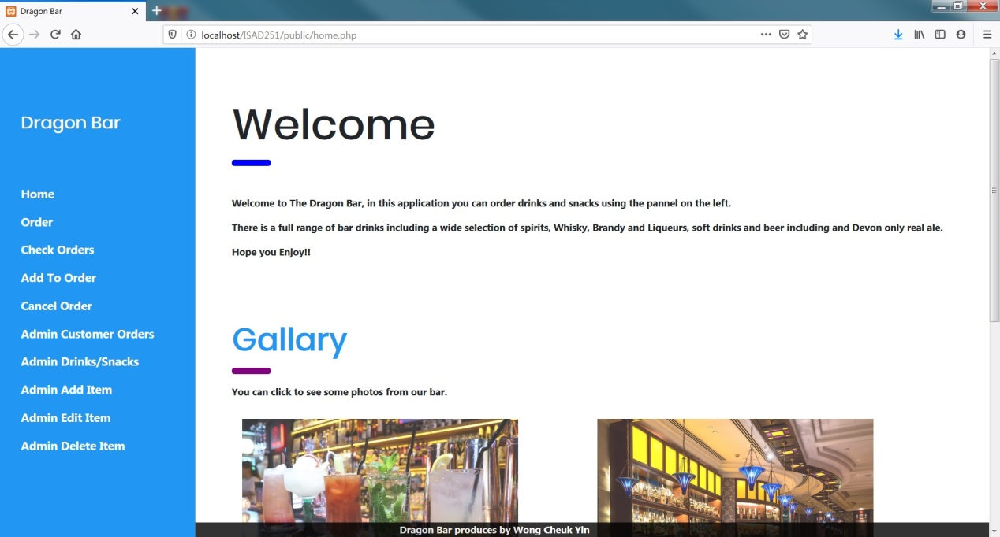 Dragon Bar
localhost/ISAD251/public/home.php
Dragon Bar
Home
Order
Check Orders
Add To Order
Cancel Order
Admin Customer Orders
Admin Drinks/Snacks
Admin Add Item
Admin Edit Item
Admin Delete Item
Welcome
Welcome to The Dragon Bar, in this application you can order drinks and snacks using the pannel on the left.
There is a full range of bar drinks including a wide selection of spirits, Whisky, Brandy and Liqueurs, soft drinks and beer including and Devon only real ale.
Hope you Enjoy!!
Gallary
You can click to see some photos from our bar.
Dragon Bar produces by Wong Cheuk Yin